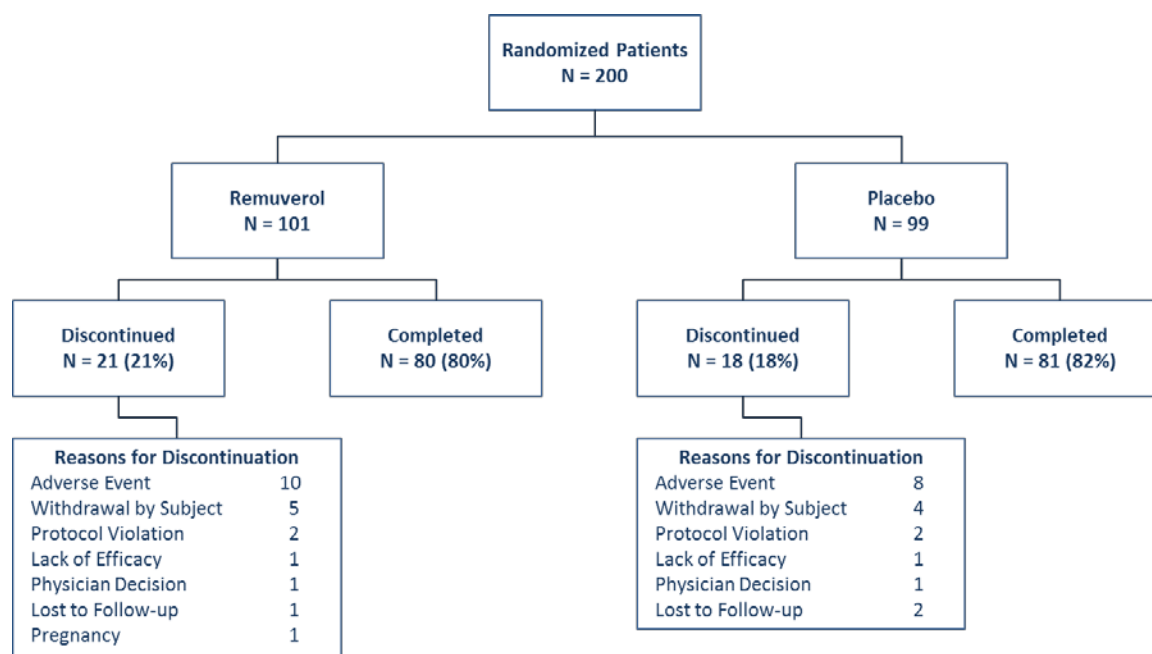 Randomized Patients
N = 200
Remuverol
N = 101
Placebo
N = 99
Discontinued
N = 21 (21%)
Completed
N = 80 (80%)
Discontinued
N = 18 (18%)
Completed
N = 81 (82%)
Reasons for Discontinuation
Adverse Event 10
Withdrawal by Subject 5
Protocol Violation 2
Lack of Efficacy 1
Physician Decision 1
Lost to Follow-up 1
Pregnancy 1
Reasons for Discontinuation
Adverse Event 8
Withdrawal by Subject 4
Protocol Violation 2
Lack of Efficacy 1
Physician Decision 1
Lost to Follow-up 2